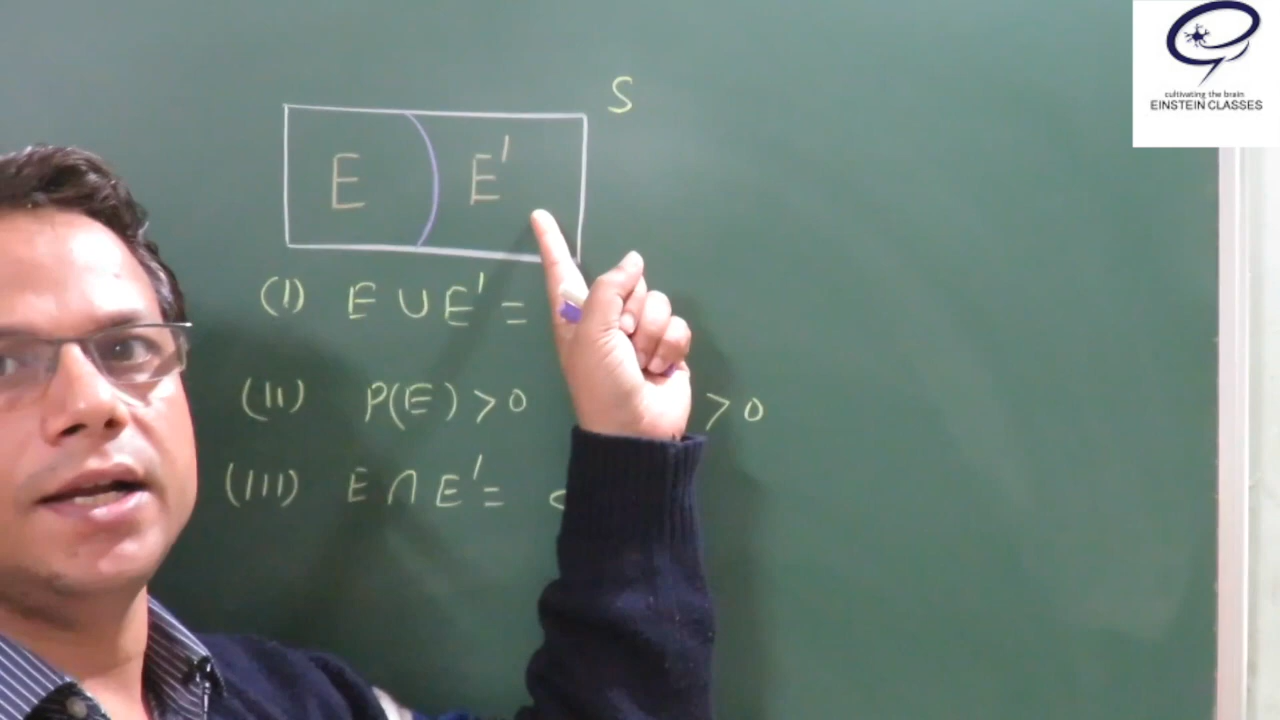 cultivating the brain
EINSTEIN CLASSES
S
E E'
(I) E ∪ E' =
(II) P(E) > 0 > 0
(III) E ∩ E' =